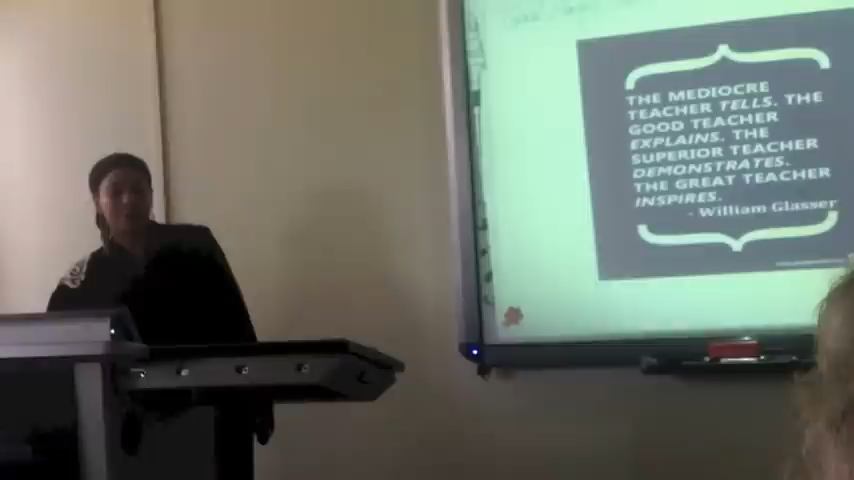 THE MEDIOCRE
TEACHER TELLS. THE
GOOD TEACHER
EXPLAINS. THE
SUPERIOR TEACHER
DEMONSTRATES.
THE GREAT TEACHER
INSPIRES.
- William Glasser